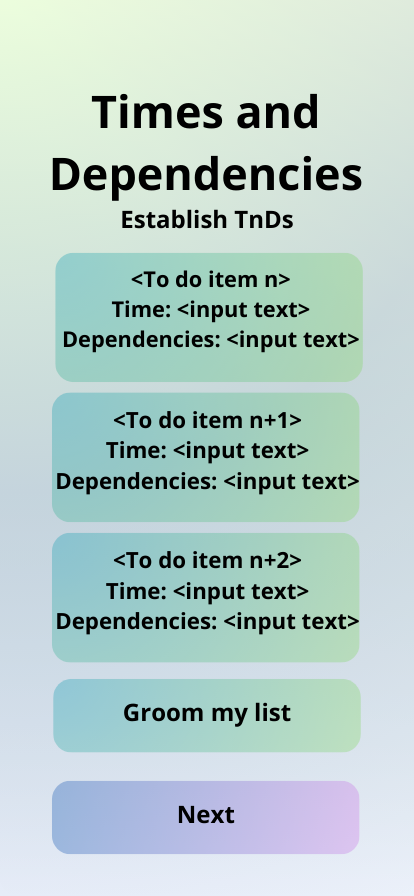 Times and
Dependencies
Establish TnDs
<To do item n>
Time: <input text>
Dependencies: <input text>
<To do item n+1>
Time: <input text>
Dependencies: <input text>
<To do item n+2>
Time: <input text>
Dependencies: <input text>
Groom my list
Next